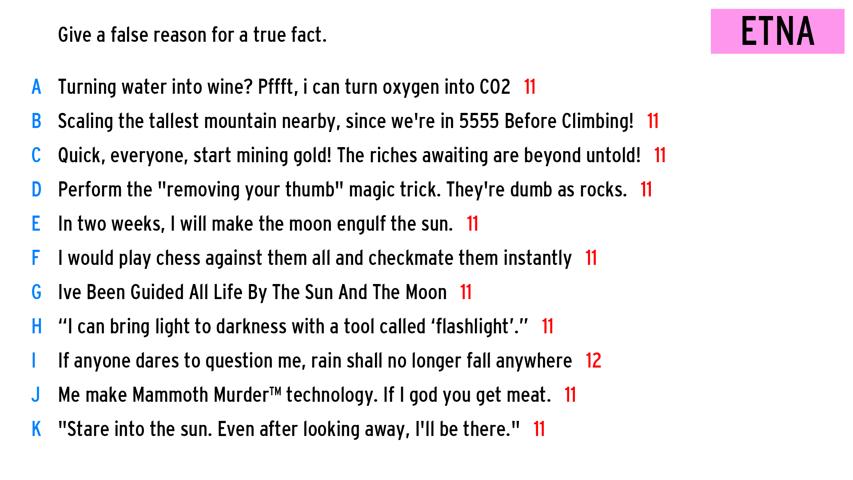 Give a false reason for a true fact.
ETNA
A Turning water into wine? Pffft, i can turn oxygen into CO2 11
B Scaling the tallest mountain nearby, since we're in 5555 Before Climbing! 11
C Quick, everyone, start mining gold! The riches awaiting are beyond untold! 11
D Perform the "removing your thumb" magic trick. They're dumb as rocks. 11
E In two weeks, I will make the moon engulf the sun. 11
F I would play chess against them all and checkmate them instantly 11
G Ive Been Guided All Life By The Sun And The Moon 11
H “I can bring light to darkness with a tool called ‘flashlight’.” 11
I If anyone dares to question me, rain shall no longer fall anywhere 12
J Me make Mammoth Murder™ technology. If I god you get meat. 11
K "Stare into the sun. Even after looking away, I'll be there." 11